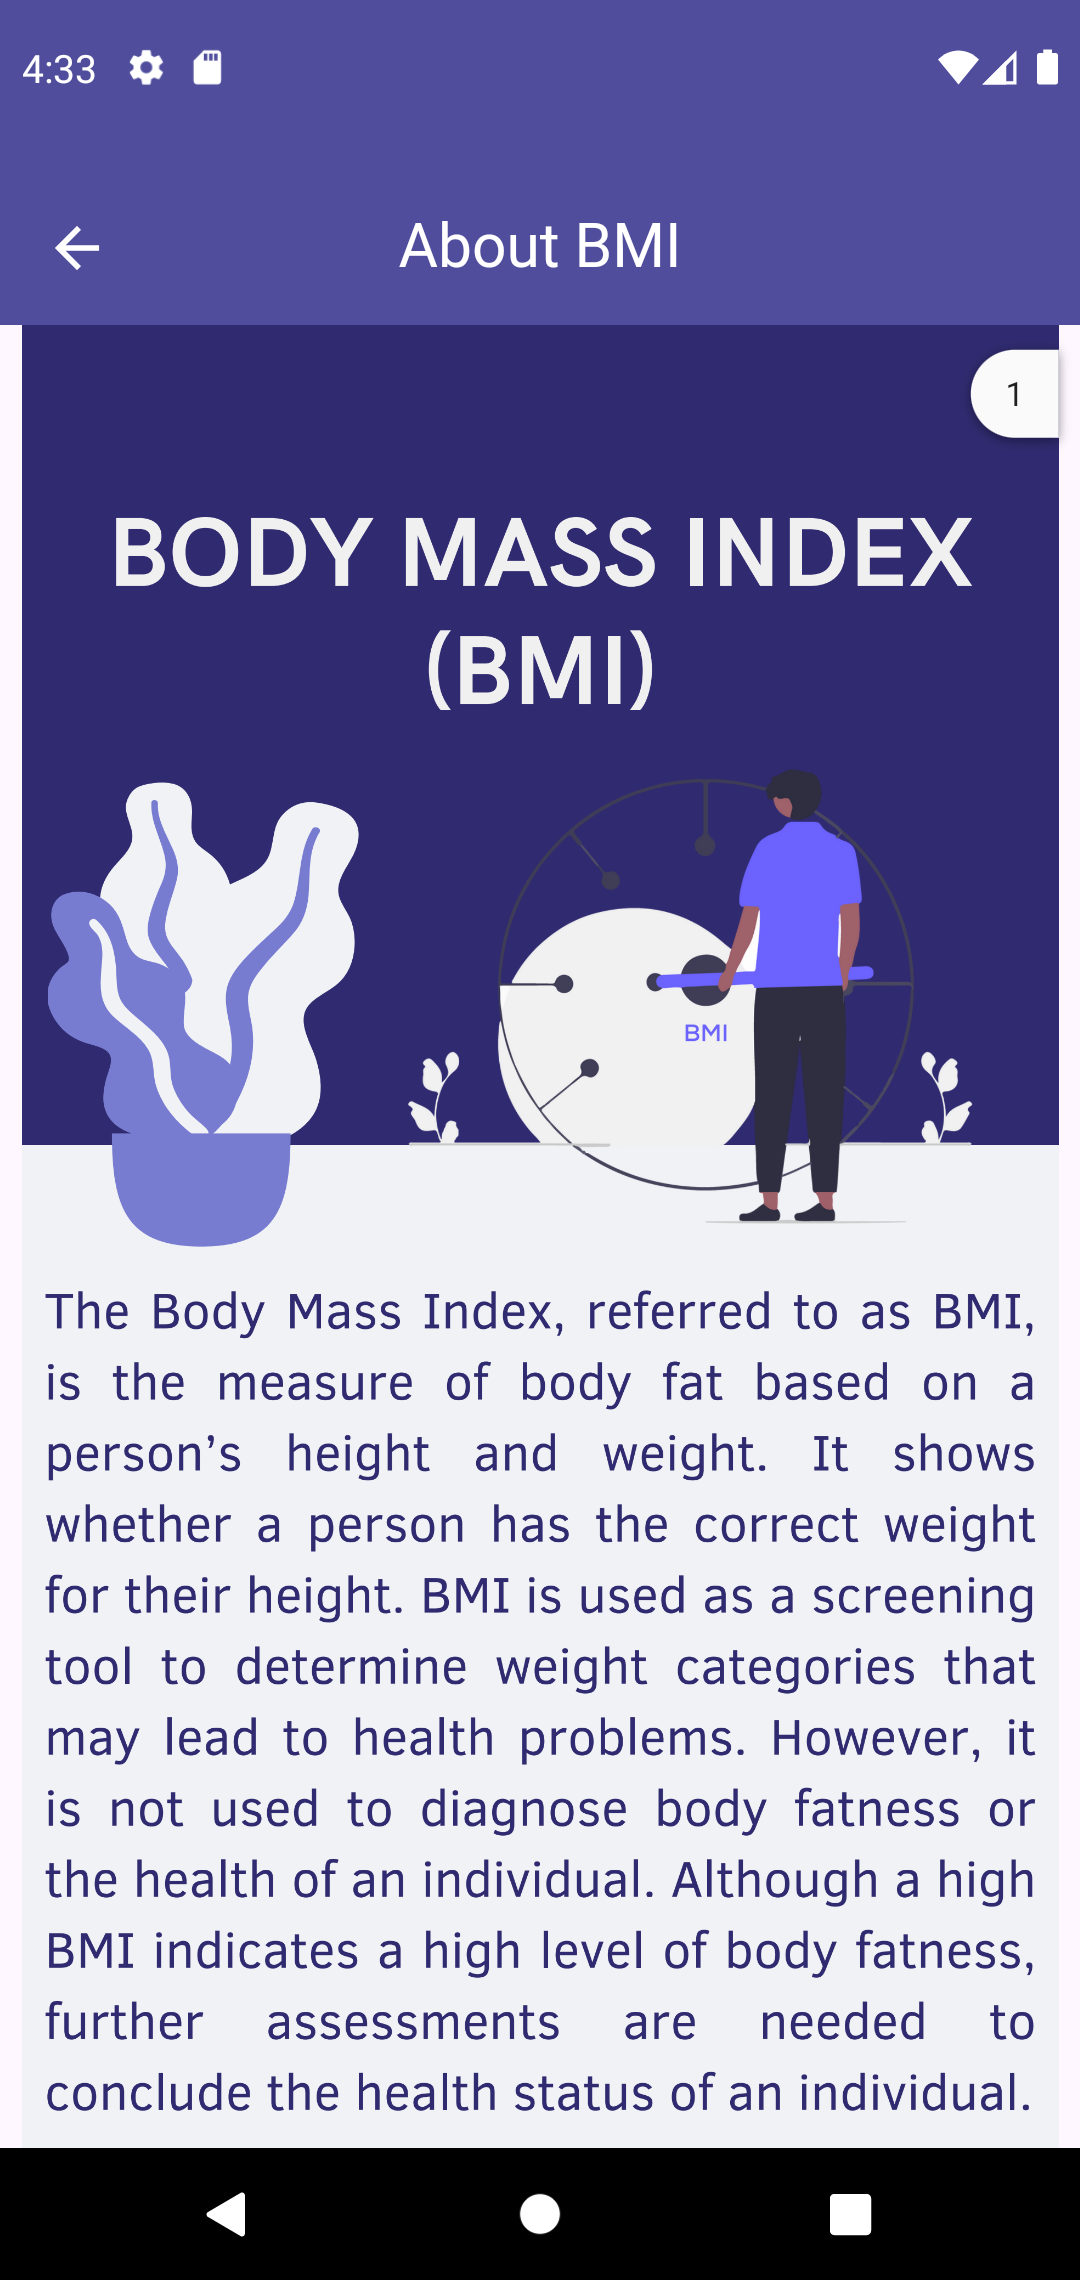 4:33
About BMI
1
BODY MASS INDEX
(BMI)
BMI
The Body Mass Index, referred to as BMI,
is the measure of body fat based on a
person’s height and weight. It shows
whether a person has the correct weight
for their height. BMI is used as a screening
tool to determine weight categories that
may lead to health problems. However, it
is not used to diagnose body fatness or
the health of an individual. Although a high
BMI indicates a high level of body fatness,
further assessments are needed to
conclude the health status of an individual.